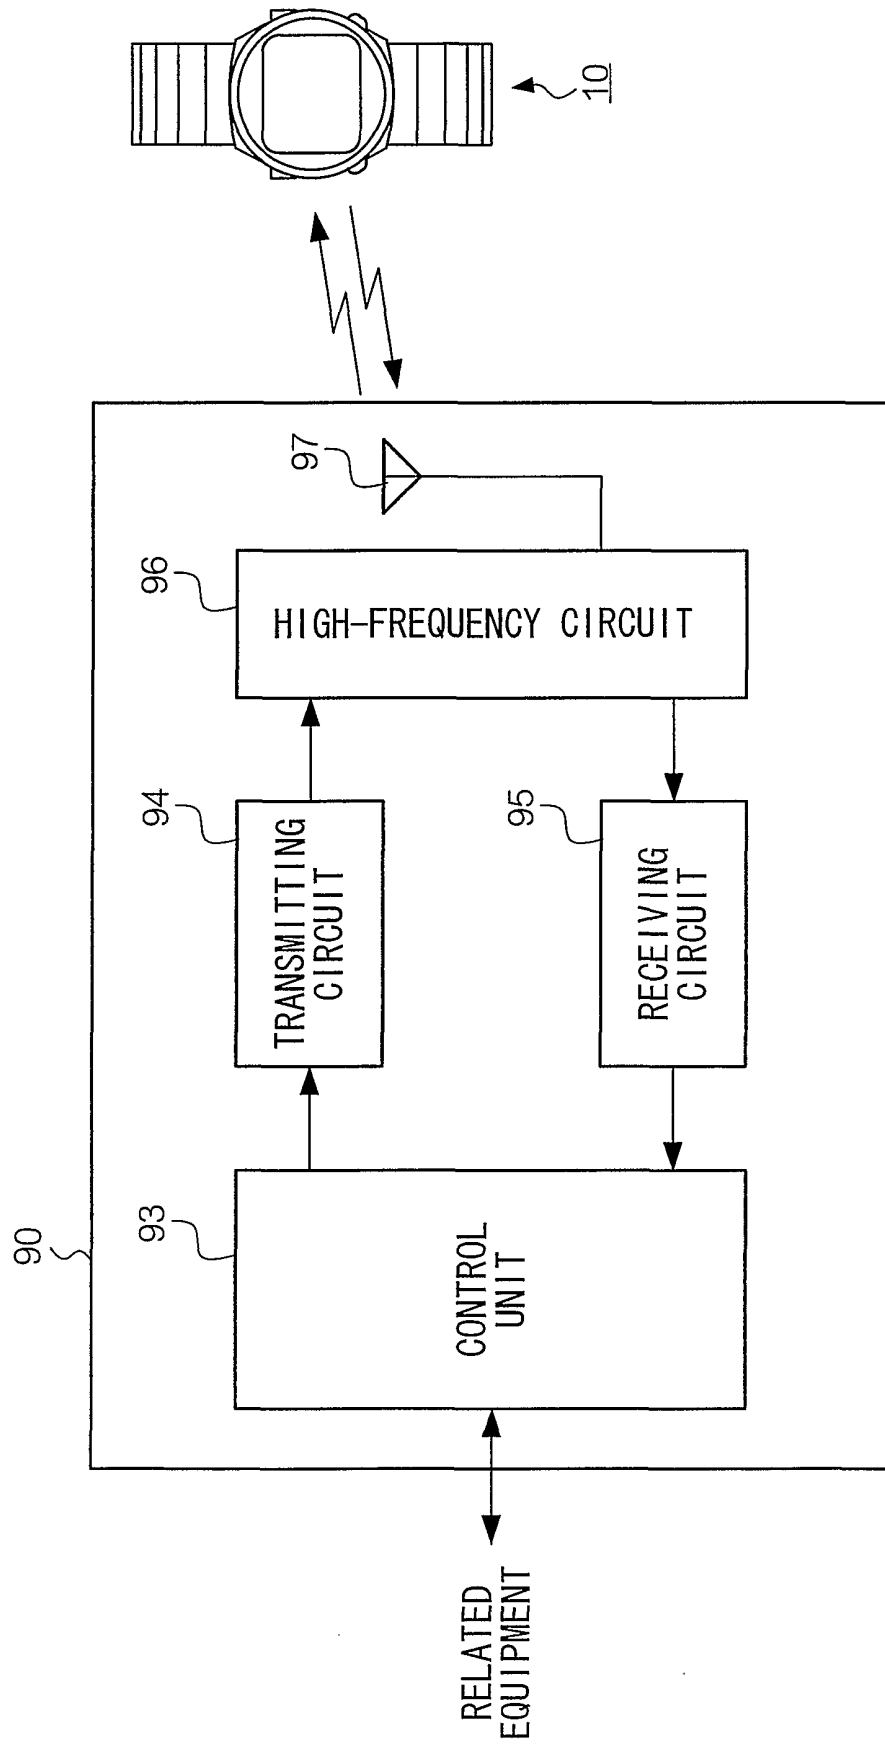 90
93
94
96
97
95
10
RELATED
EQUIPMENT
CONTROL
UNIT
TRANSMITTING
CIRCUIT
RECEIVING
CIRCUIT
HIGH-FREQUENCY CIRCUIT